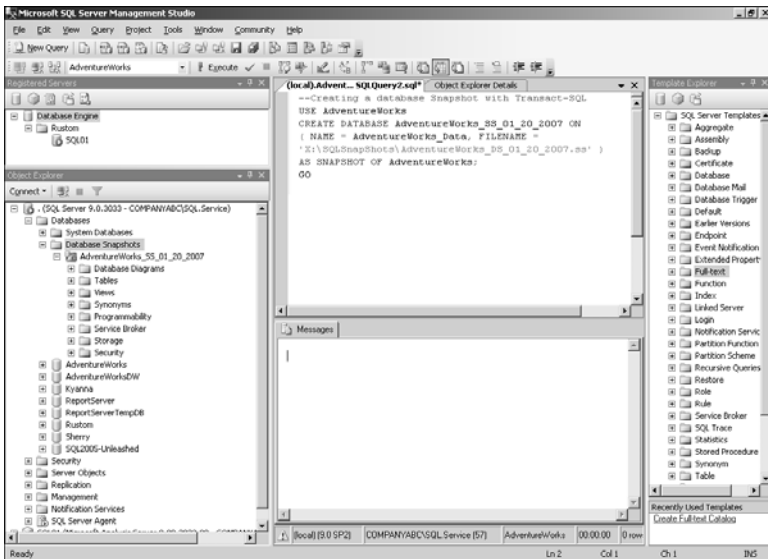 Microsoft SQL Server Management Studio
File Edit View Query Project Tools Window Community Help
New Query
AdventureWorks Execute
Registered Servers
Database Engine
Rustom
SQL01
Object Explorer
Connect
. (SQL Server 9.0.3033 - COMPANYABC\SQL.Service)
Databases
System Databases
Database Snapshots
AdventureWorks_SS_01_20_2007
Database Diagrams
Tables
Views
Synonyms
Programmability
Service Broker
Storage
Security
AdventureWorks
AdventureWorksDW
Kyanna
ReportServer
ReportServerTempDB
Rustom
Sherry
SQL2005-Unleashed
Security
Server Objects
Replication
Management
Notification Services
SQL Server Agent
(local).Advent... SQLQuery2.sql* Object Explorer Details
--Creating a database Snapshot with Transact-SQL
USE AdventureWorks
CREATE DATABASE AdventureWorks_SS_01_20_2007 ON
( NAME = AdventureWorks_Data, FILENAME =
'X:\SQLSnapShots\AdventureWorks_DS_01_20_2007.ss' )
AS SNAPSHOT OF AdventureWorks;
GO
Messages
(local) (9.0 SP2) COMPANYABC\SQL.Service (57) AdventureWorks 00:00:00 0 row
Template Explorer
SQL Server Templates
Aggregate
Assembly
Backup
Certificate
Database
Database Mail
Database Trigger
Default
Earlier Versions
Endpoint
Event Notification
Extended Propert
Full-text
Function
Index
Linked Server
Login
Notification Servic
Partition Function
Partition Scheme
Recursive Queries
Restore
Role
Rule
Service Broker
SQL Trace
Statistics
Stored Procedure
Synonym
Table
Recently Used Templates
Create Full-text Catalog
Ready Ln 2 Col 1 Ch 1 INS